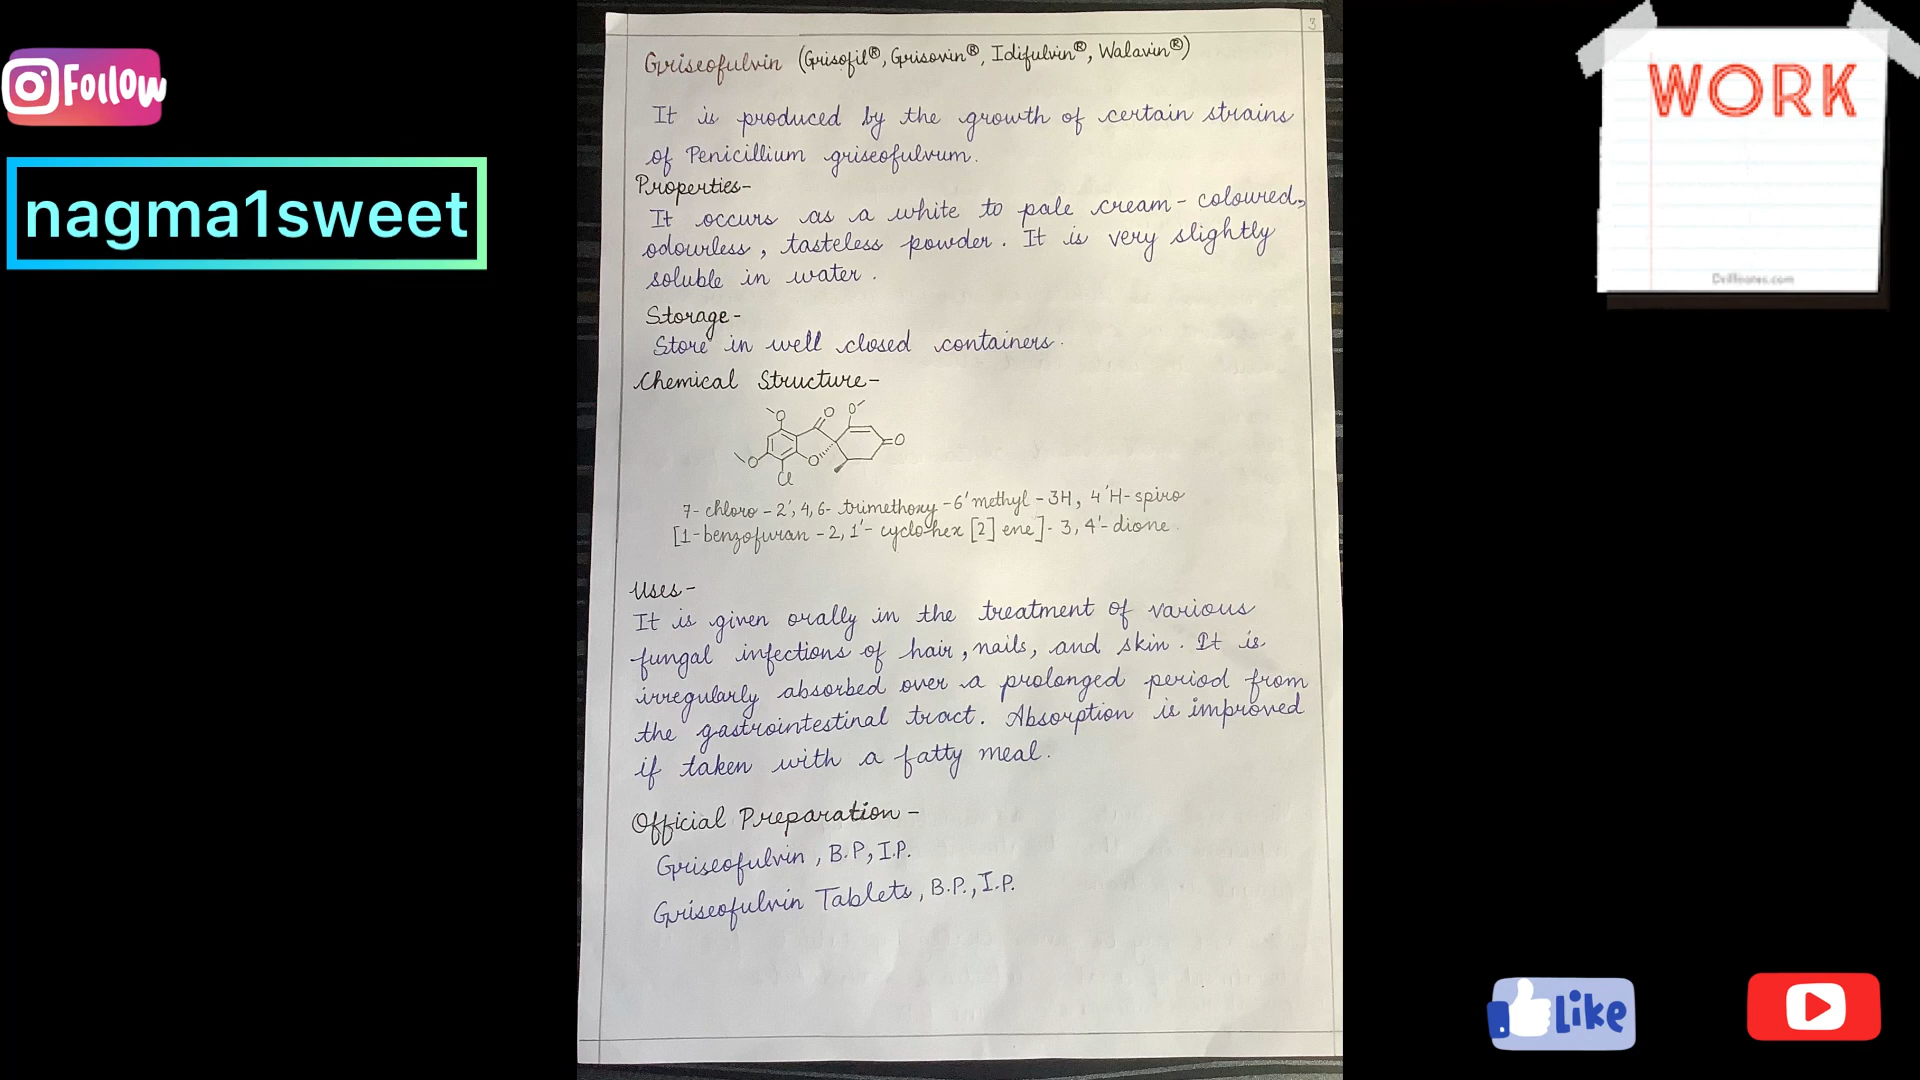 Follow
nagma1sweet
WORK
3
Griseofulvin (Grisofil®, Grisovin®, Idifulvin®, Walavin®)
It is produced by the growth of certain strains
of Penicillium griseofulvum.
Properties-
It occurs as a white to pale cream-coloured,
odourless, tasteless powder. It is very slightly
soluble in water.
Storage-
Store in well closed containers.
Chemical Structure-
O O O
O
O O
Cl
7-chloro-2',4,6-trimethoxy-6'methyl-3H, 4'H-spiro
[1-benzofuran-2,1'-cyclohex [2] ene]-3,4'-dione.
Uses-
It is given orally in the treatment of various
fungal infections of hair, nails, and skin. It is
irregularly absorbed over a prolonged period from
the gastrointestinal tract. Absorption is improved
if taken with a fatty meal.
Official Preparation-
Griseofulvin, B.P, I.P.
Griseofulvin Tablets, B.P., I.P.
Like